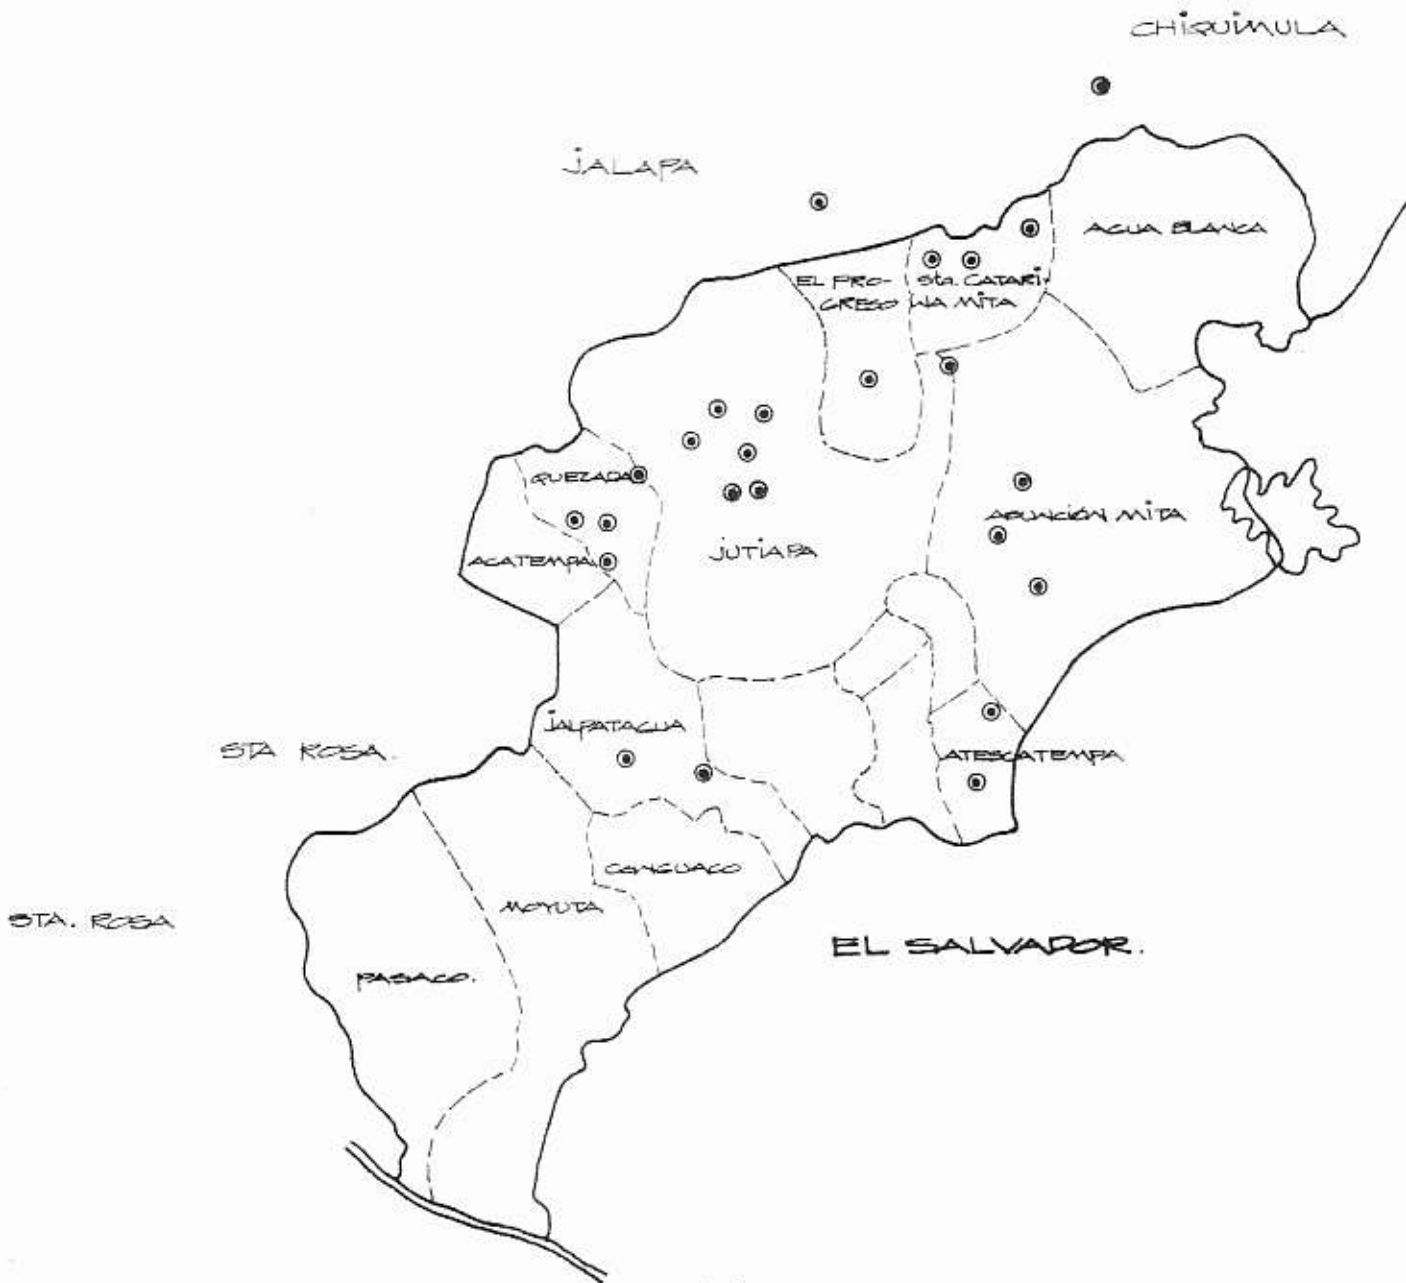 CHIQUIMULA
JALAPA
AGUA BLANCA
EL PRO-
GRESO
Sta. CATARI-
NA MITA
QUEZADA
ASUNCIÓN MITA
ACATEMPA
JUTIAPA
JALPATAGUA
STA ROSA.
ATESCATEMPA
CONGUACO
MOYUTA
STA. ROSA
EL SALVADOR.
PASACO.